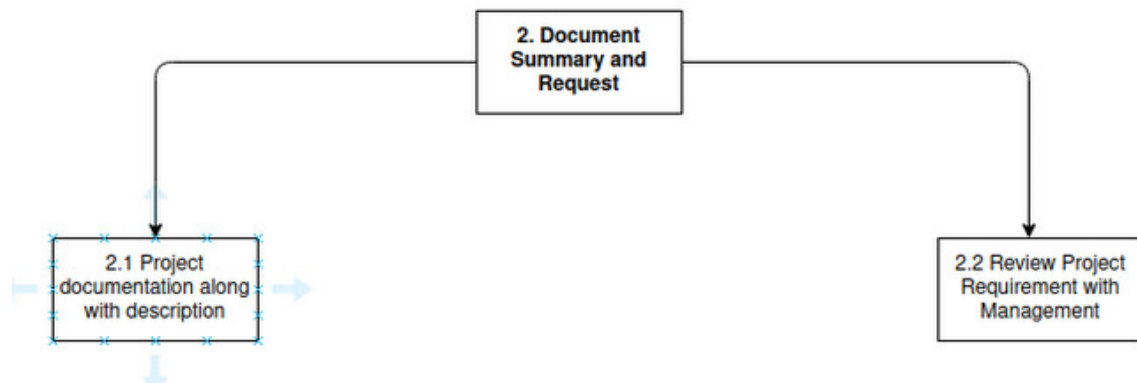 2. Document
Summary and
Request
2.1 Project
documentation along
with description
2.2 Review Project
Requirement with
Management